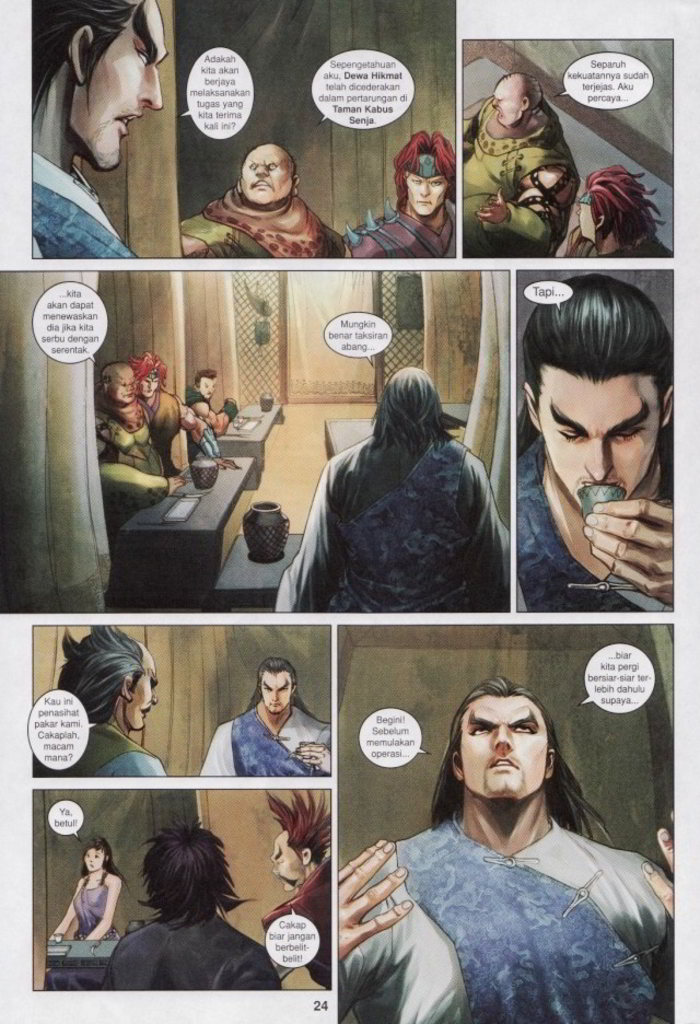 Adakah
kita akan
berjaya
melaksanakan
tugas yang
kita terima
kali ini?
Sepengetahuan
aku, Dewa Hikmat
telah dicederakan
dalam pertarungan di
Taman Kabus
Senja.
Separuh
kekuatannya sudah
terjejas. Aku
percaya...
...kita
akan dapat
menewaskan
dia jika kita
serbu dengan
serentak.
Mungkin
benar taksiran
abang...
Tapi...
Kau ini
penasihat
pakar kami.
Cakaplah,
macam
mana?
Begini!
Sebelum
memulakan
operasi...
...biar
kita pergi
bersiar-siar ter-
lebih dahulu
supaya...
Ya,
betul!
Cakap
biar jangan
berbelit-
belit!
24